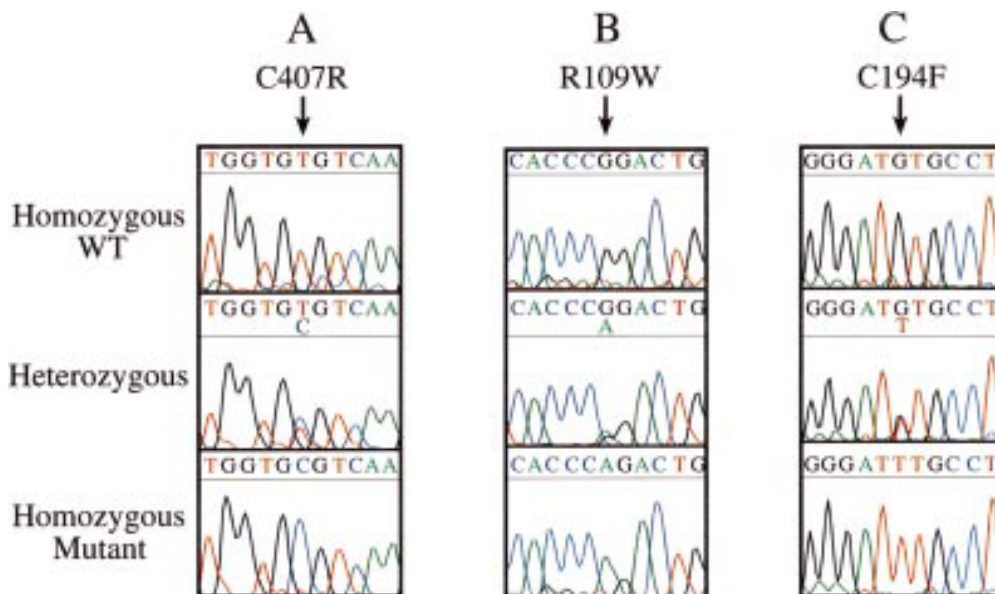 A B C
C407R R109W C194F
TGGTGTGTCAA CACCCGGACTG GGGATGTGCCT
Homozygous
WT
TGGTGTGTCAA CACCCGGACTG GGGATGTGCCT
C A T
Heterozygous
TGGTGCGTCAA CACCCAGACTG GGGATTTGCCT
Homozygous
Mutant